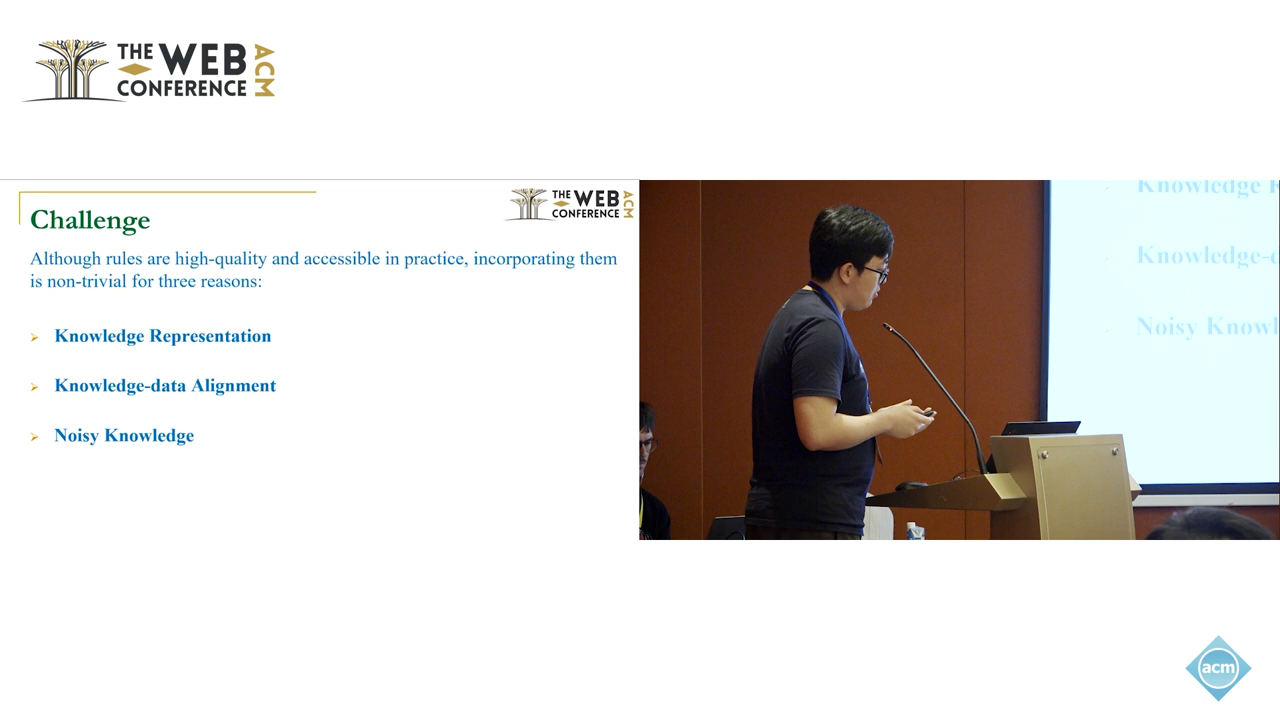 THE WEB CONFERENCE ACM
Challenge
THE WEB CONFERENCE ACM
Although rules are high-quality and accessible in practice, incorporating them
is non-trivial for three reasons:
➢ Knowledge Representation
➢ Knowledge-data Alignment
➢ Noisy Knowledge
Knowledge
Knowledge-d
Noisy Knowl
acm